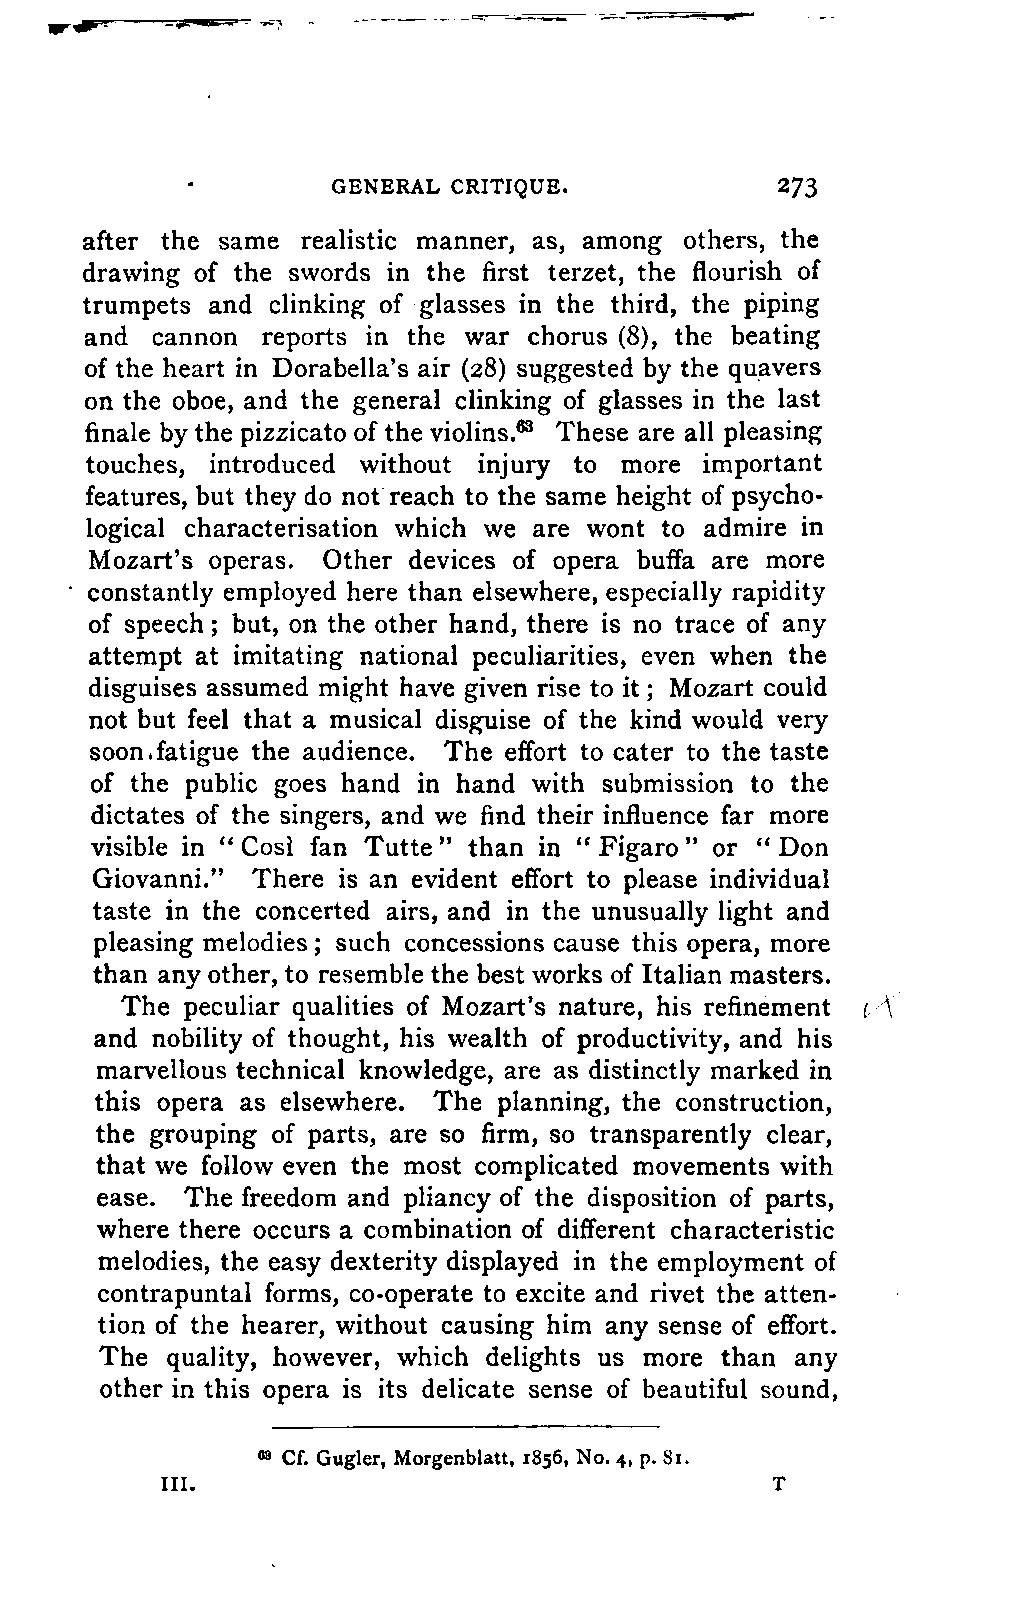 GENERAL CRITIQUE. 273
after the same realistic manner, as, among others, the
drawing of the swords in the first terzet, the flourish of
trumpets and clinking of glasses in the third, the piping
and cannon reports in the war chorus (8), the beating
of the heart in Dorabella's air (28) suggested by the quavers
on the oboe, and the general clinking of glasses in the last
finale by the pizzicato of the violins.⁶³ These are all pleasing
touches, introduced without injury to more important
features, but they do not reach to the same height of psycho-
logical characterisation which we are wont to admire in
Mozart's operas. Other devices of opera buffa are more
constantly employed here than elsewhere, especially rapidity
of speech; but, on the other hand, there is no trace of any
attempt at imitating national peculiarities, even when the
disguises assumed might have given rise to it; Mozart could
not but feel that a musical disguise of the kind would very
soon fatigue the audience. The effort to cater to the taste
of the public goes hand in hand with submission to the
dictates of the singers, and we find their influence far more
visible in "Così fan Tutte" than in "Figaro" or "Don
Giovanni." There is an evident effort to please individual
taste in the concerted airs, and in the unusually light and
pleasing melodies; such concessions cause this opera, more
than any other, to resemble the best works of Italian masters.
The peculiar qualities of Mozart's nature, his refinement
and nobility of thought, his wealth of productivity, and his
marvellous technical knowledge, are as distinctly marked in
this opera as elsewhere. The planning, the construction,
the grouping of parts, are so firm, so transparently clear,
that we follow even the most complicated movements with
ease. The freedom and pliancy of the disposition of parts,
where there occurs a combination of different characteristic
melodies, the easy dexterity displayed in the employment of
contrapuntal forms, co-operate to excite and rivet the atten-
tion of the hearer, without causing him any sense of effort.
The quality, however, which delights us more than any
other in this opera is its delicate sense of beautiful sound,
⁶³ Cf. Gugler, Morgenblatt, 1856, No. 4, p. 81.
III. T